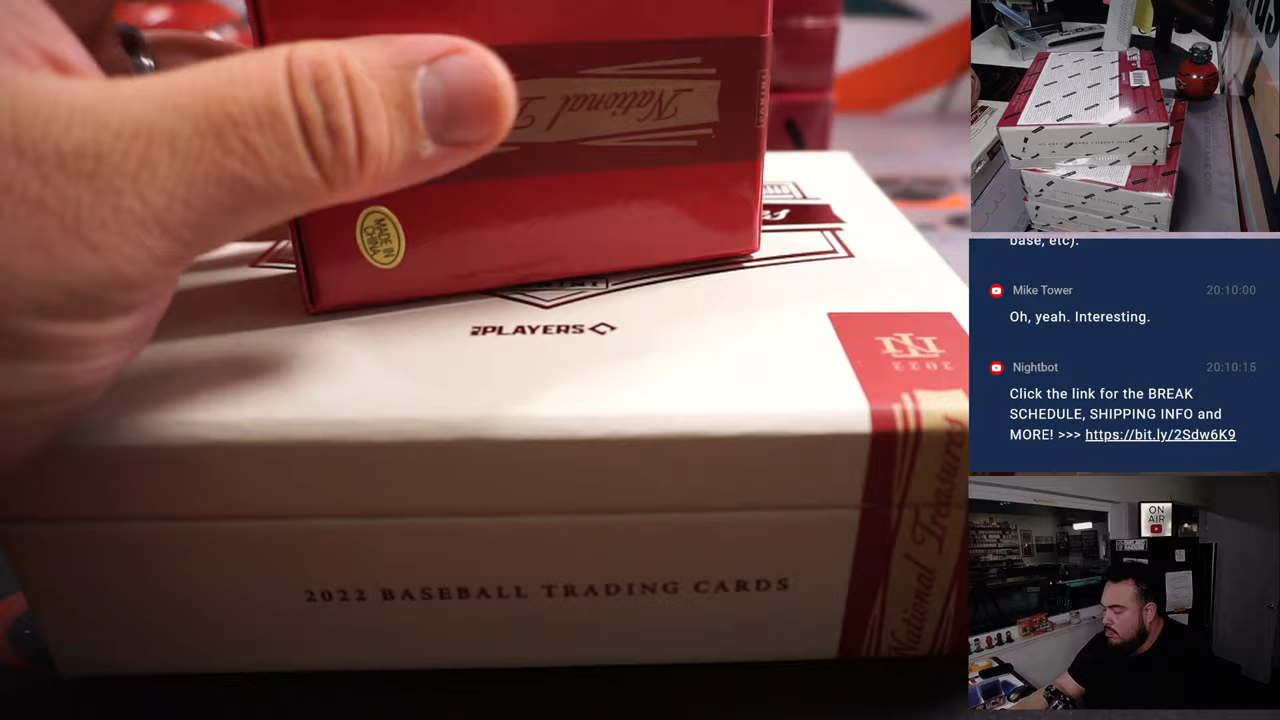 National
MADE IN
CHINA
PLAYERS
2022
National Treasures
2022 BASEBALL TRADING CARDS
base, etc).
Mike Tower 20:10:00
Oh, yeah. Interesting.
Nightbot 20:10:15
Click the link for the BREAK
SCHEDULE, SHIPPING INFO and
MORE! >>> https://bit.ly/2Sdw6K9
ON
AIR